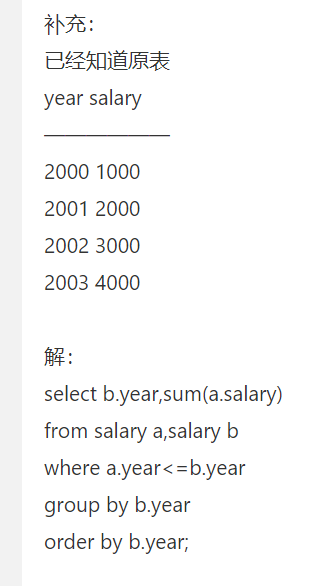 补充：
已经知道原表
year salary
——————
2000 1000
2001 2000
2002 3000
2003 4000
解：
select b.year,sum(a.salary)
from salary a,salary b
where a.year<=b.year
group by b.year
order by b.year;